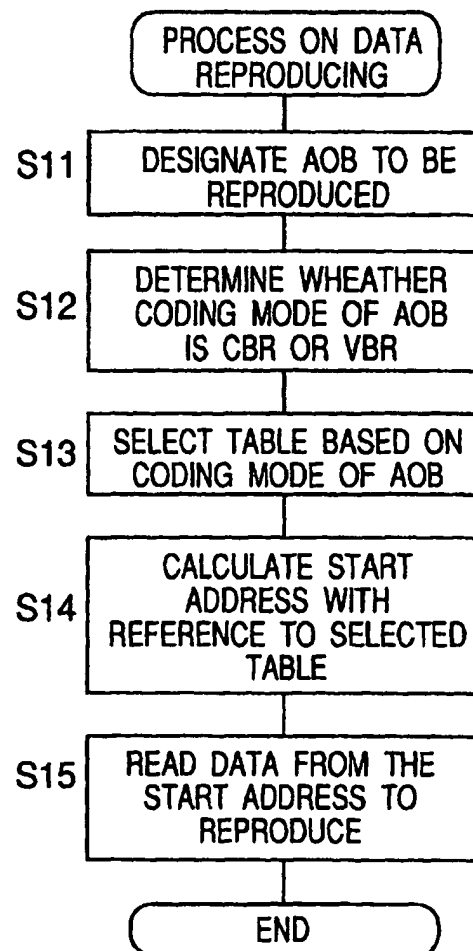 PROCESS ON DATA
REPRODUCING
S11
DESIGNATE AOB TO BE
REPRODUCED
S12
DETERMINE WHEATHER
CODING MODE OF AOB
IS CBR OR VBR
S13
SELECT TABLE BASED ON
CODING MODE OF AOB
S14
CALCULATE START
ADDRESS WITH
REFERENCE TO SELECTED
TABLE
S15
READ DATA FROM THE
START ADDRESS TO
REPRODUCE
END